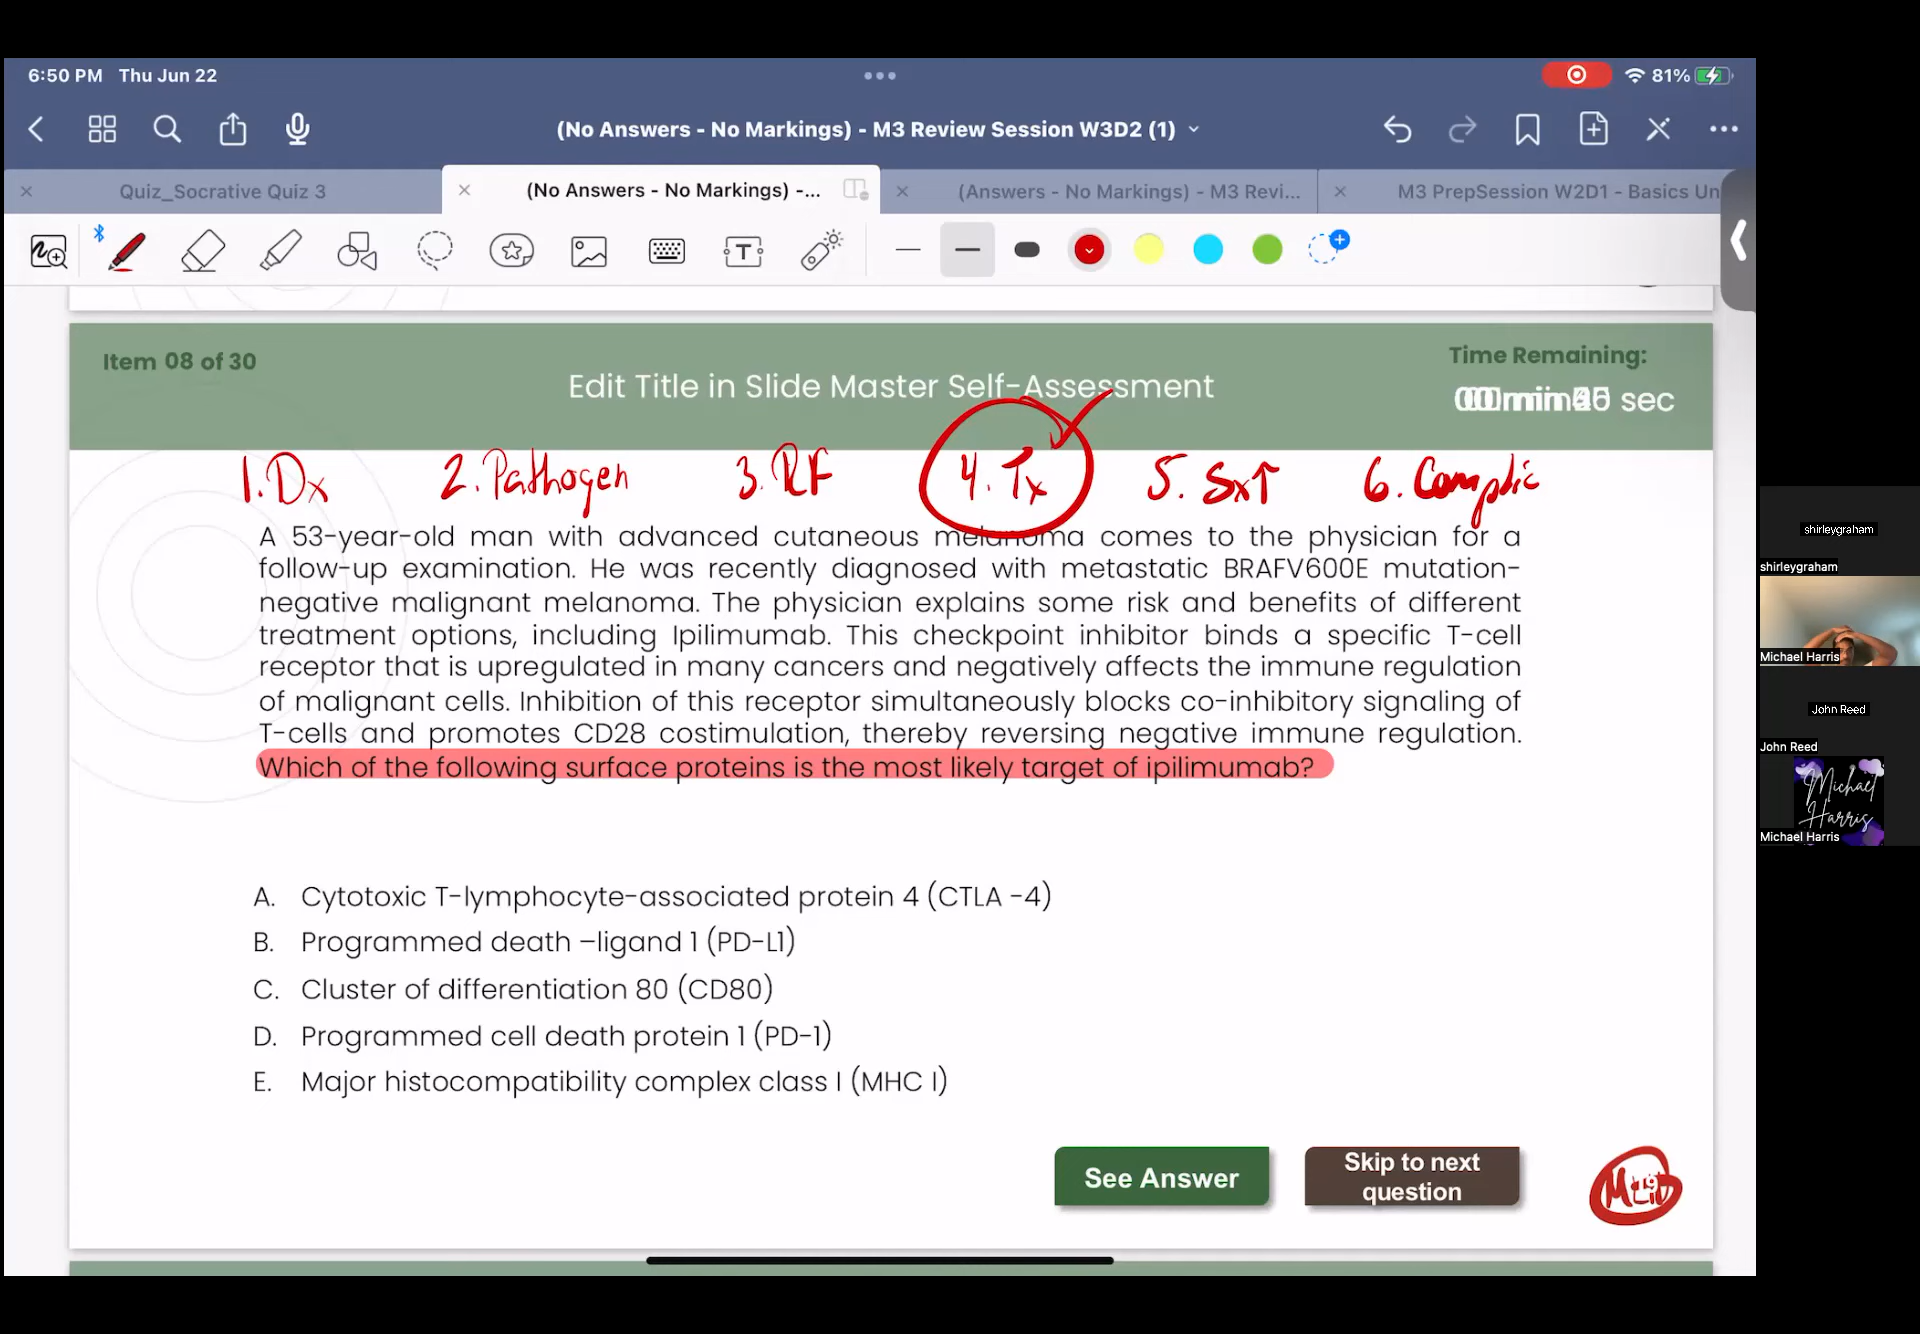 6:50 PM Thu Jun 22
81%
(No Answers - No Markings) - M3 Review Session W3D2 (1)
Quiz_Socrative Quiz 3
(No Answers - No Markings) -...
(Answers - No Markings) - M3 Revi...
M3 PrepSession W2D1 - Basics Un
T
Item 08 of 30
Edit Title in Slide Master Self-Assessment
Time Remaining:
sec
1. Dx 2. Pathogen 3. RF 4. Tx 5. Sx↑ 6. Complic
A 53-year-old man with advanced cutaneous melanoma comes to the physician for a
follow-up examination. He was recently diagnosed with metastatic BRAFV600E mutation-
negative malignant melanoma. The physician explains some risk and benefits of different
treatment options, including Ipilimumab. This checkpoint inhibitor binds a specific T-cell
receptor that is upregulated in many cancers and negatively affects the immune regulation
of malignant cells. Inhibition of this receptor simultaneously blocks co-inhibitory signaling of
T-cells and promotes CD28 costimulation, thereby reversing negative immune regulation.
Which of the following surface proteins is the most likely target of ipilimumab?
A. Cytotoxic T-lymphocyte-associated protein 4 (CTLA -4)
B. Programmed death –ligand 1 (PD-L1)
C. Cluster of differentiation 80 (CD80)
D. Programmed cell death protein 1 (PD-1)
E. Major histocompatibility complex class I (MHC I)
See Answer
Skip to next
question
shirleygraham
shirleygraham
Michael Harris
John Reed
John Reed
Michael
Harris
Michael Harris